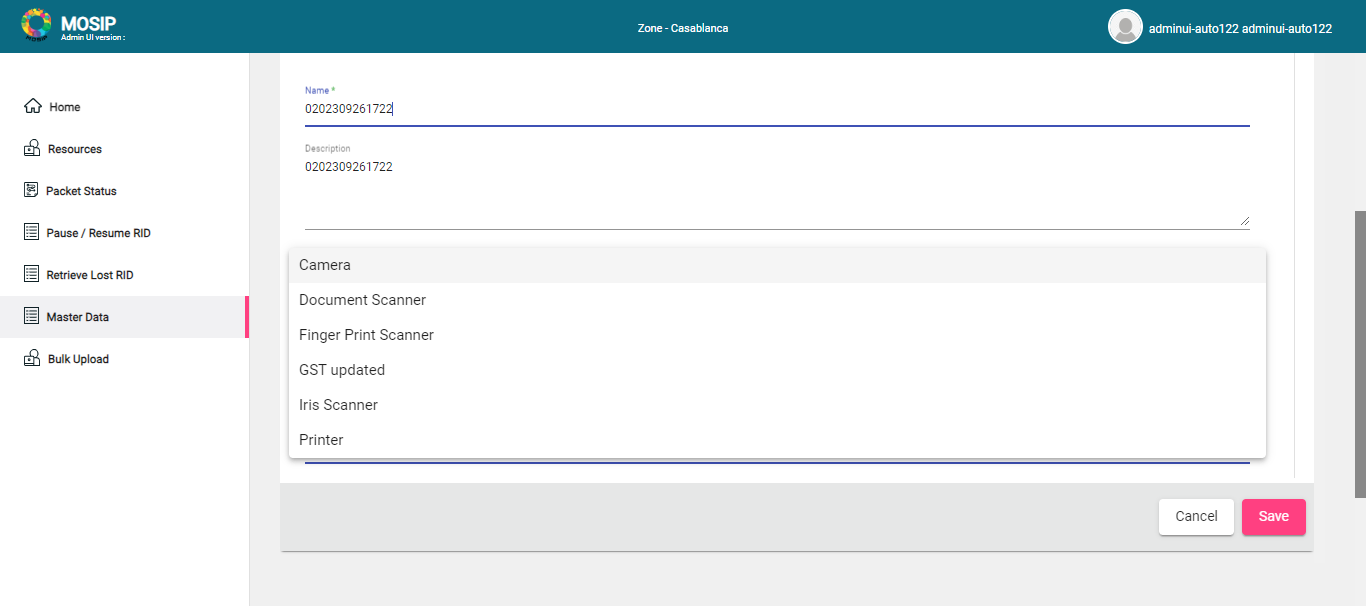 MOSIP
Admin UI version :
Zone - Casablanca
adminui-auto122 adminui-auto122
Home
Resources
Packet Status
Pause / Resume RID
Retrieve Lost RID
Master Data
Bulk Upload
Name *
0202309261722
Description
0202309261722
Camera
Document Scanner
Finger Print Scanner
GST updated
Iris Scanner
Printer
Cancel
Save